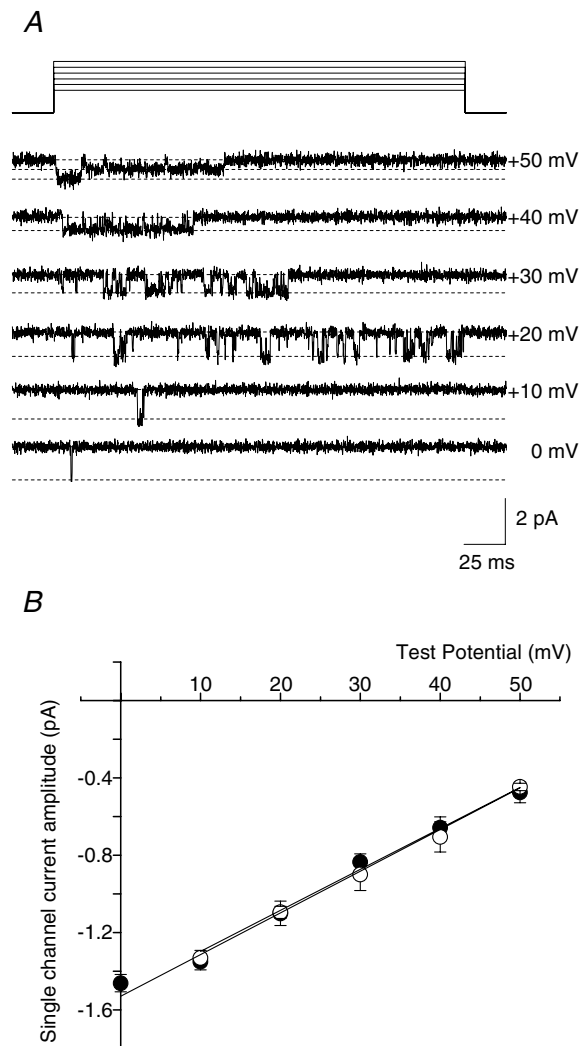 A
+50 mV
+40 mV
+30 mV
+20 mV
+10 mV
0 mV
2 pA
25 ms
B
Test Potential (mV)
10 20 30 40 50
Single channel current amplitude (pA)
-0.4
-0.8
-1.2
-1.6